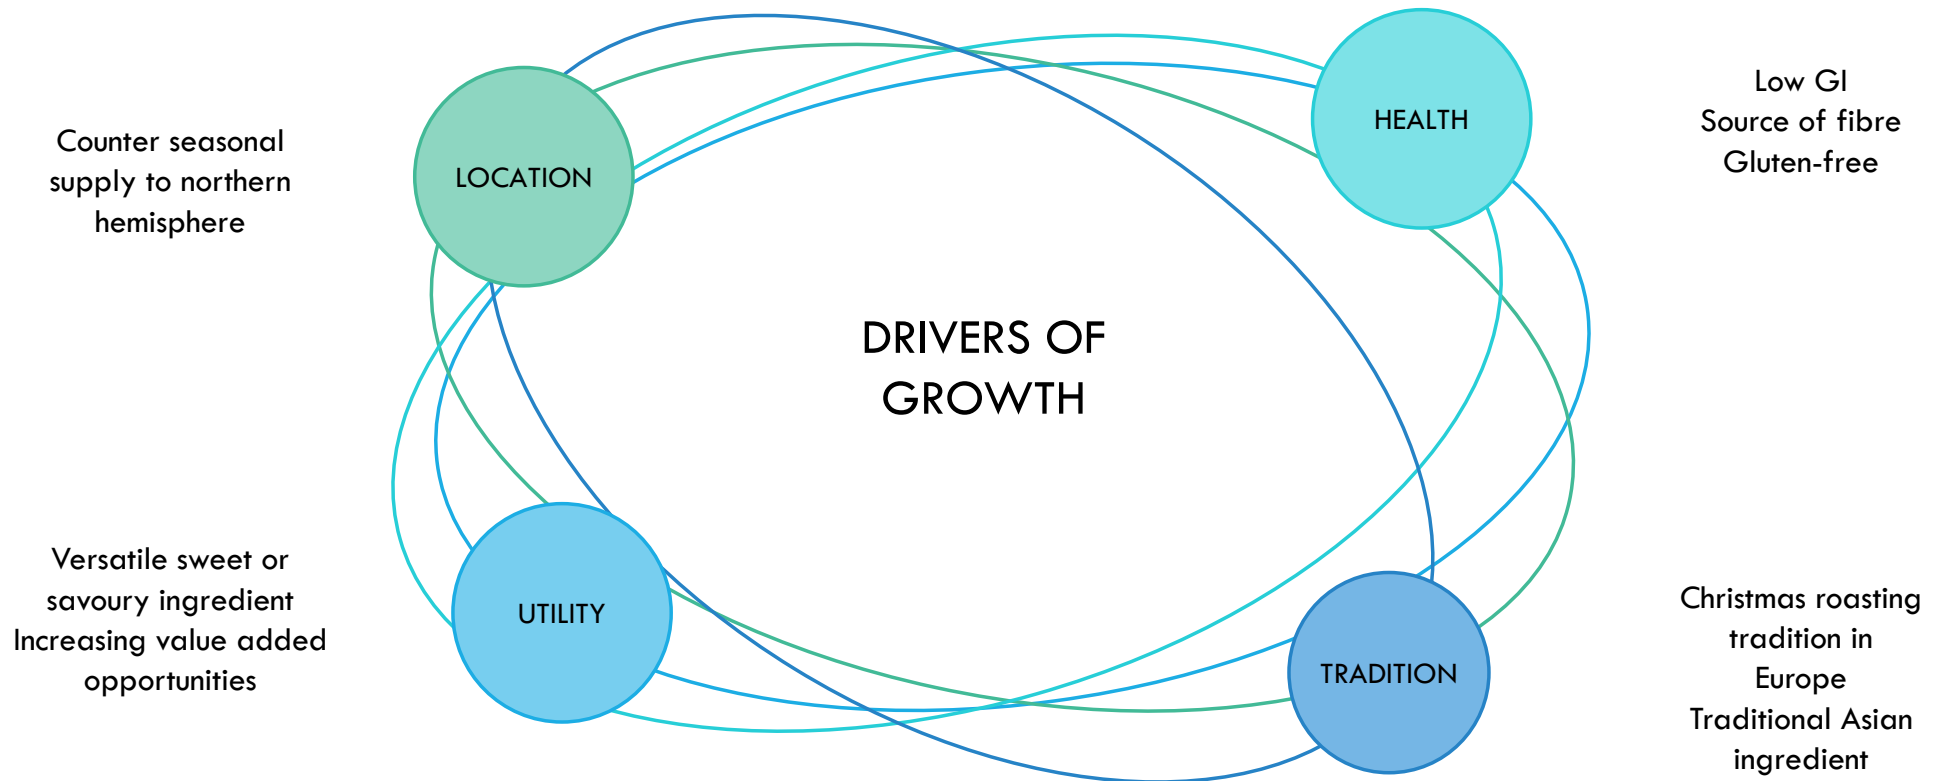 LOCATION
Counter seasonal
supply to northern
hemisphere
HEALTH
Low GI
Source of fibre
Gluten-free
DRIVERS OF
GROWTH
UTILITY
Versatile sweet or
savoury ingredient
Increasing value added
opportunities
TRADITION
Christmas roasting
tradition in
Europe
Traditional Asian
ingredient